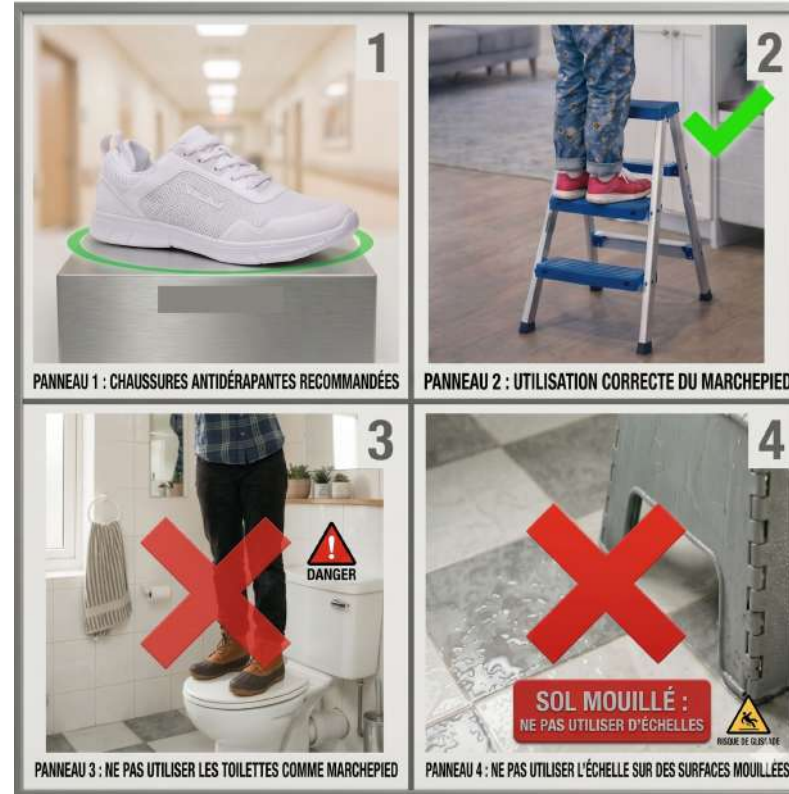 1
2
PANNEAU 1 : CHAUSSURES ANTIDÉRAPANTES RECOMMANDÉES
PANNEAU 2 : UTILISATION CORRECTE DU MARCHEPIED
3
DANGER
4
SOL MOUILLÉ :
NE PAS UTILISER D'ÉCHELLES
RISQUE DE GLISSADE
PANNEAU 3 : NE PAS UTILISER LES TOILETTES COMME MARCHEPIED
PANNEAU 4 : NE PAS UTILISER L'ÉCHELLE SUR DES SURFACES MOUILLÉES